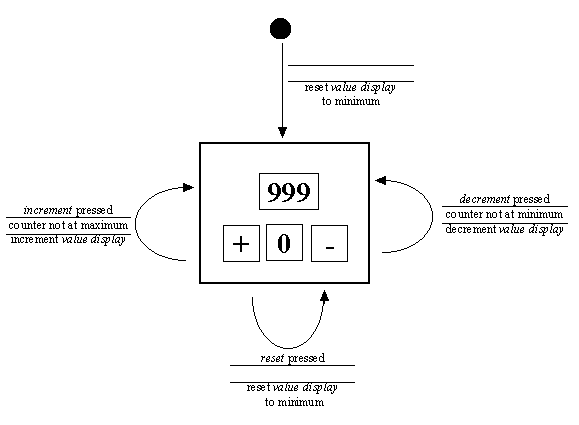 reset value display
to minimum
999
+ 0 -
increment pressed
counter not at maximum
increment value display
decrement pressed
counter not at minimum
decrement value display
reset pressed
reset value display
to minimum